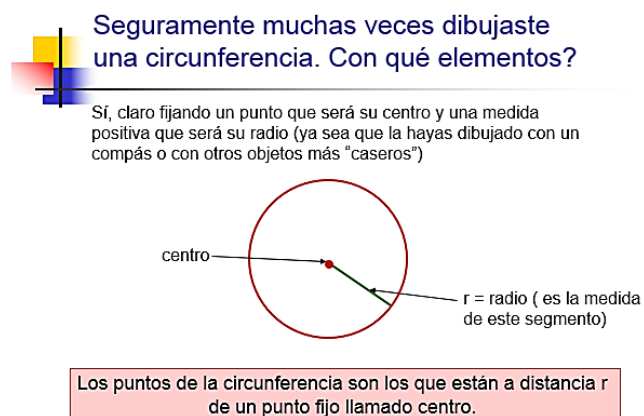 Seguramente muchas veces dibujaste
una circunferencia. Con qué elementos?
Sí, claro fijando un punto que será su centro y una medida
positiva que será su radio (ya sea que la hayas dibujado con un
compás o con otros objetos más “caseros”)
centro
r = radio ( es la medida
de este segmento)
Los puntos de la circunferencia son los que están a distancia r
de un punto fijo llamado centro.